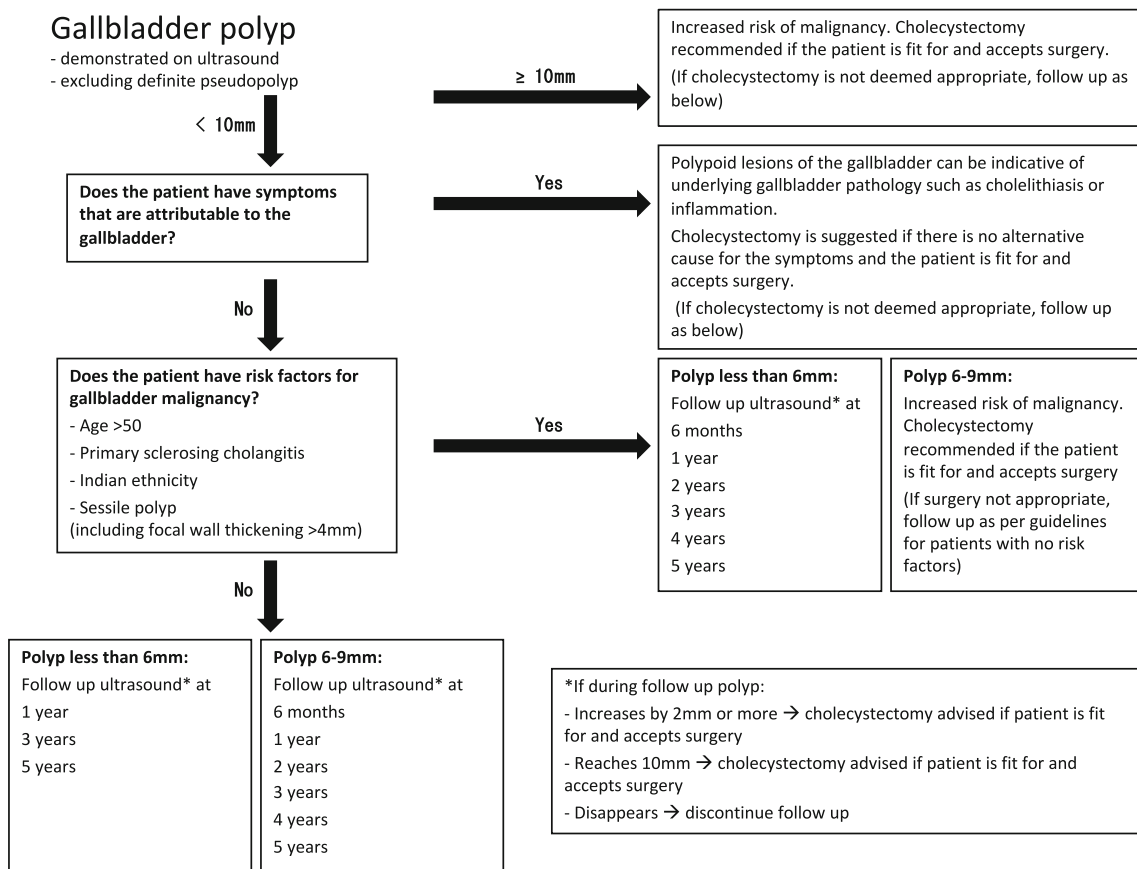 Gallbladder polyp
- demonstrated on ultrasound
- excluding definite pseudopolyp
≥ 10mm
Increased risk of malignancy. Cholecystectomy
recommended if the patient is fit for and accepts surgery.
(If cholecystectomy is not deemed appropriate, follow up as
below)
< 10mm
Does the patient have symptoms
that are attributable to the
gallbladder?
Yes
Polypoid lesions of the gallbladder can be indicative of
underlying gallbladder pathology such as cholelithiasis or
inflammation.
Cholecystectomy is suggested if there is no alternative
cause for the symptoms and the patient is fit for and
accepts surgery.
(If cholecystectomy is not deemed appropriate, follow up
as below)
No
Does the patient have risk factors for
gallbladder malignancy?
- Age >50
- Primary sclerosing cholangitis
- Indian ethnicity
- Sessile polyp
(including focal wall thickening >4mm)
Yes
Polyp less than 6mm:
Follow up ultrasound* at
6 months
1 year
2 years
3 years
4 years
5 years
Polyp 6-9mm:
Increased risk of malignancy.
Cholecystectomy
recommended if the patient
is fit for and accepts surgery
(If surgery not appropriate,
follow up as per guidelines
for patients with no risk
factors)
No
Polyp less than 6mm:
Follow up ultrasound* at
1 year
3 years
5 years
Polyp 6-9mm:
Follow up ultrasound* at
6 months
1 year
2 years
3 years
4 years
5 years
*If during follow up polyp:
- Increases by 2mm or more → cholecystectomy advised if patient is fit
for and accepts surgery
- Reaches 10mm → cholecystectomy advised if patient is fit for and
accepts surgery
- Disappears → discontinue follow up